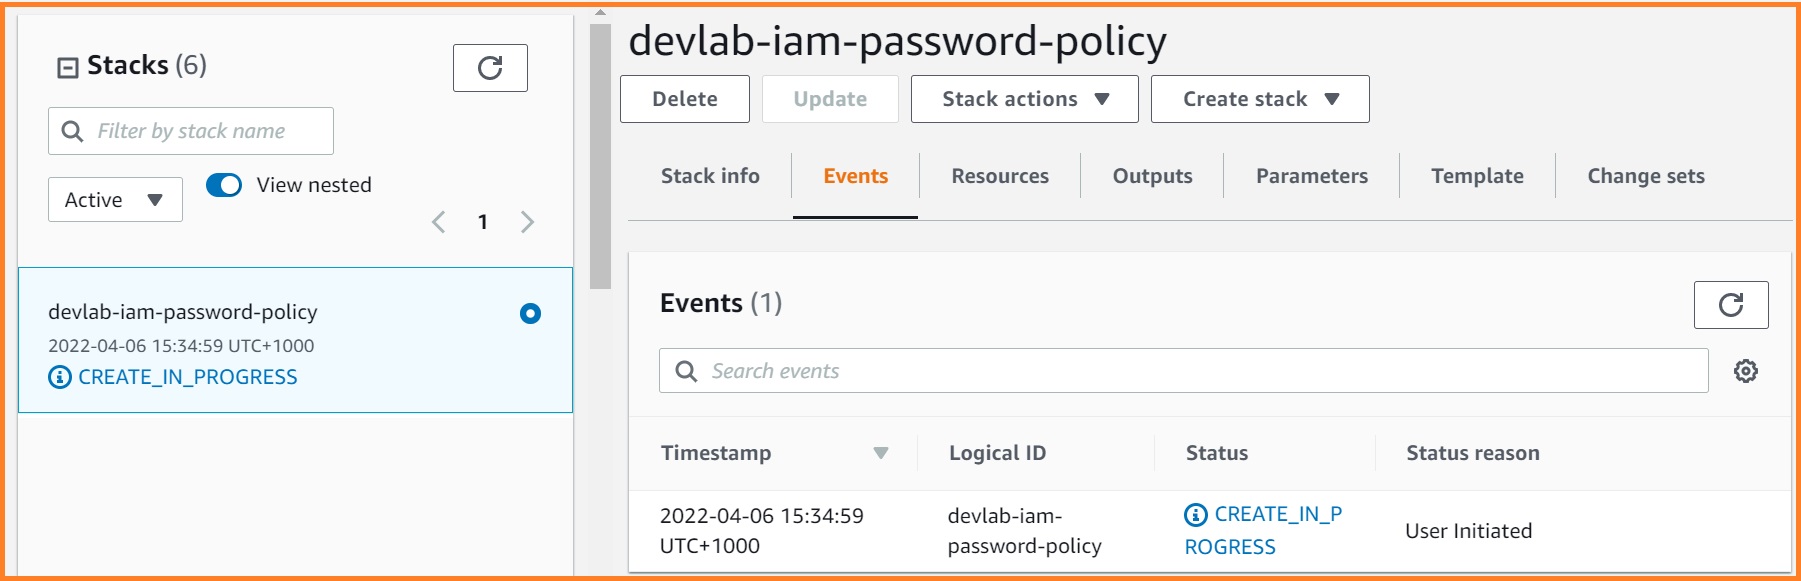 Stacks (6)
Filter by stack name
Active
View nested
1
devlab-iam-password-policy
2022-04-06 15:34:59 UTC+1000
CREATE_IN_PROGRESS
devlab-iam-password-policy
Delete Update Stack actions Create stack
Stack info Events Resources Outputs Parameters Template Change sets
Events (1)
Search events
Timestamp Logical ID Status Status reason
2022-04-06 15:34:59
UTC+1000
devlab-iam-
password-policy
CREATE_IN_P
ROGRESS
User Initiated